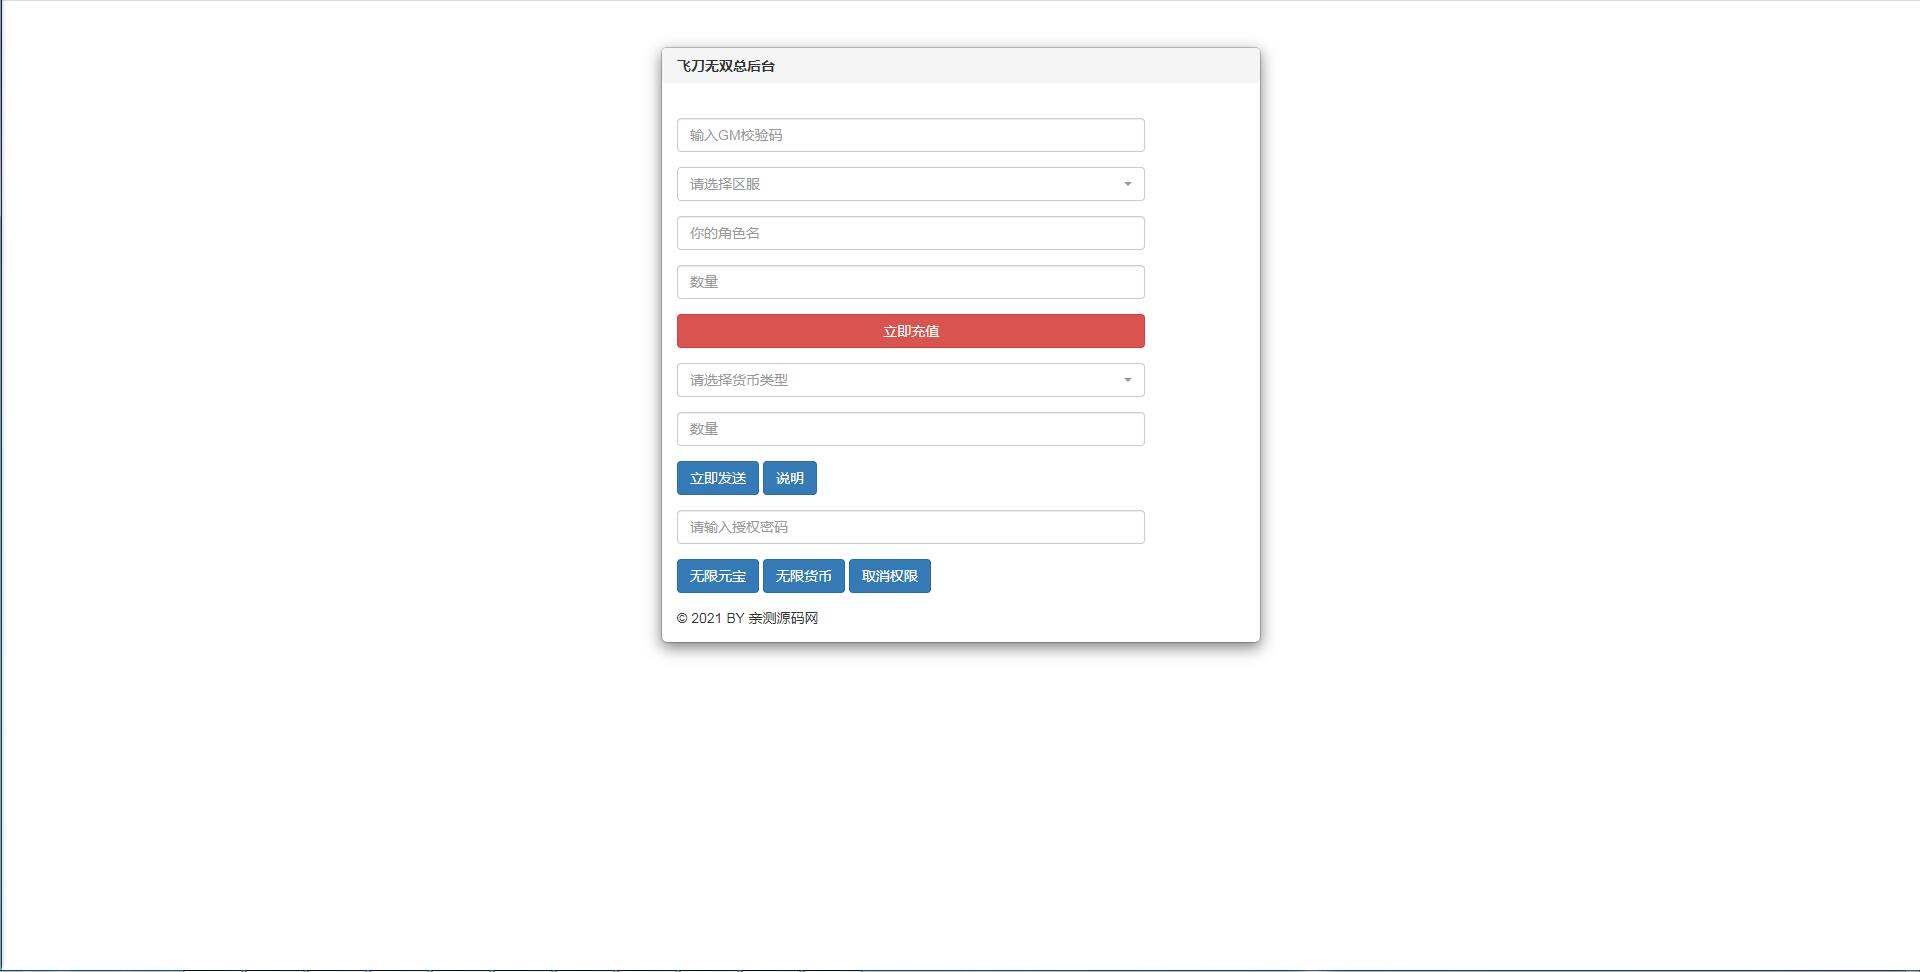 飞刀无双总后台
输入GM校验码
请选择区服
你的角色名
数量
立即充值
请选择货币类型
数量
立即发送 说明
请输入授权密码
无限元宝 无限货币 取消权限
© 2021 BY 亲测源码网